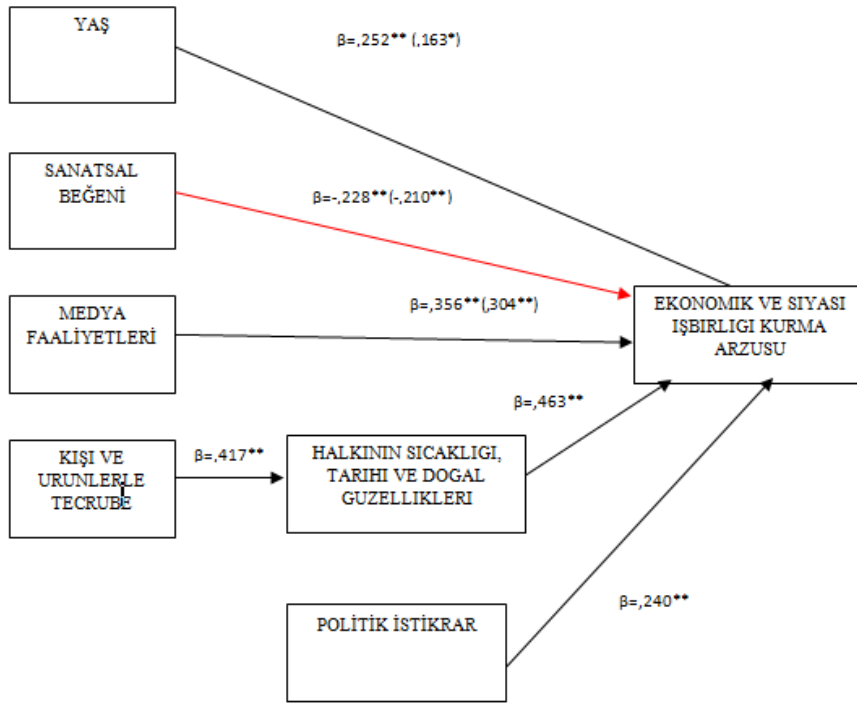 YAŞ
β=,252** (,163*)
SANATSAL
BEĞENİ
β=-,228**(-,210**)
MEDYA
FAALİYETLERİ
β=,356**(,304**)
EKONOMIK VE SIYASI
IŞBIRLIGI KURMA
ARZUSU
KIŞI VE
URUNLERLE
TECRUBE
β=,417**
HALKININ SICAKLIGI,
TARIHI VE DOGAL
GUZELLIKLERI
β=,463**
POLİTİK İSTİKRAR
β=,240**